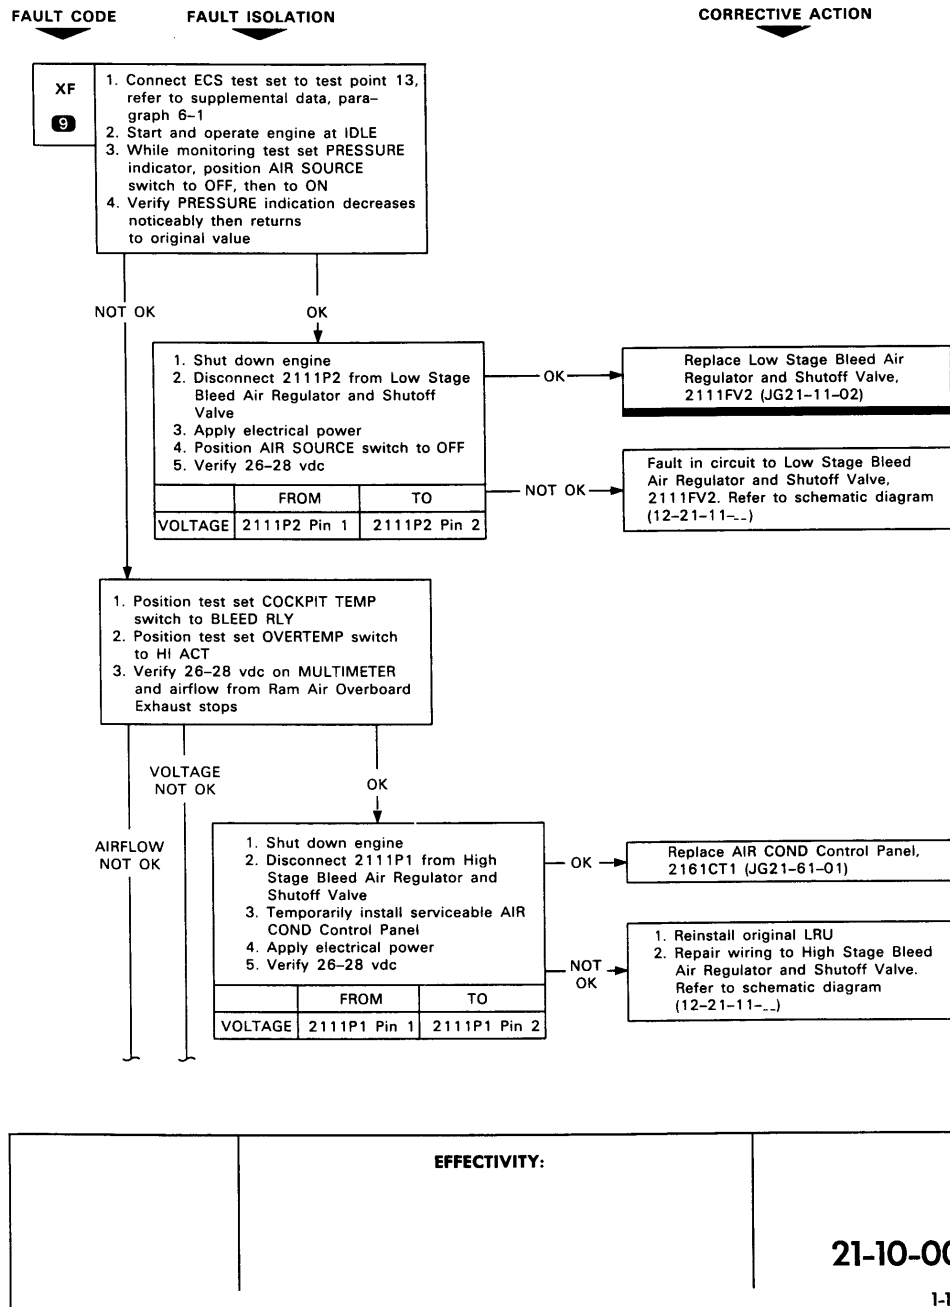 FAULT CODE
FAULT ISOLATION
CORRECTIVE ACTION
XF
9
1. Connect ECS test set to test point 13,
refer to supplemental data, para-
graph 6-1
2. Start and operate engine at IDLE
3. While monitoring test set PRESSURE
indicator, position AIR SOURCE
switch to OFF, then to ON
4. Verify PRESSURE indication decreases
noticeably then returns
to original value
NOT OK
OK
1. Shut down engine
2. Disconnect 2111P2 from Low Stage
Bleed Air Regulator and Shutoff
Valve
3. Apply electrical power
4. Position AIR SOURCE switch to OFF
5. Verify 26-28 vdc
FROM TO
VOLTAGE 2111P2 Pin 1 2111P2 Pin 2
OK
Replace Low Stage Bleed Air
Regulator and Shutoff Valve,
2111FV2 (JG21-11-02)
NOT OK
Fault in circuit to Low Stage Bleed
Air Regulator and Shutoff Valve,
2111FV2. Refer to schematic diagram
(12-21-11-__)
1. Position test set COCKPIT TEMP
switch to BLEED RLY
2. Position test set OVERTEMP switch
to HI ACT
3. Verify 26-28 vdc on MULTIMETER
and airflow from Ram Air Overboard
Exhaust stops
AIRFLOW
NOT OK
VOLTAGE
NOT OK
OK
1. Shut down engine
2. Disconnect 2111P1 from High
Stage Bleed Air Regulator and
Shutoff Valve
3. Temporarily install serviceable AIR
COND Control Panel
4. Apply electrical power
5. Verify 26-28 vdc
FROM TO
VOLTAGE 2111P1 Pin 1 2111P1 Pin 2
OK
Replace AIR COND Control Panel,
2161CT1 (JG21-61-01)
NOT
OK
1. Reinstall original LRU
2. Repair wiring to High Stage Bleed
Air Regulator and Shutoff Valve.
Refer to schematic diagram
(12-21-11-__)
EFFECTIVITY:
21-10-00
1-1